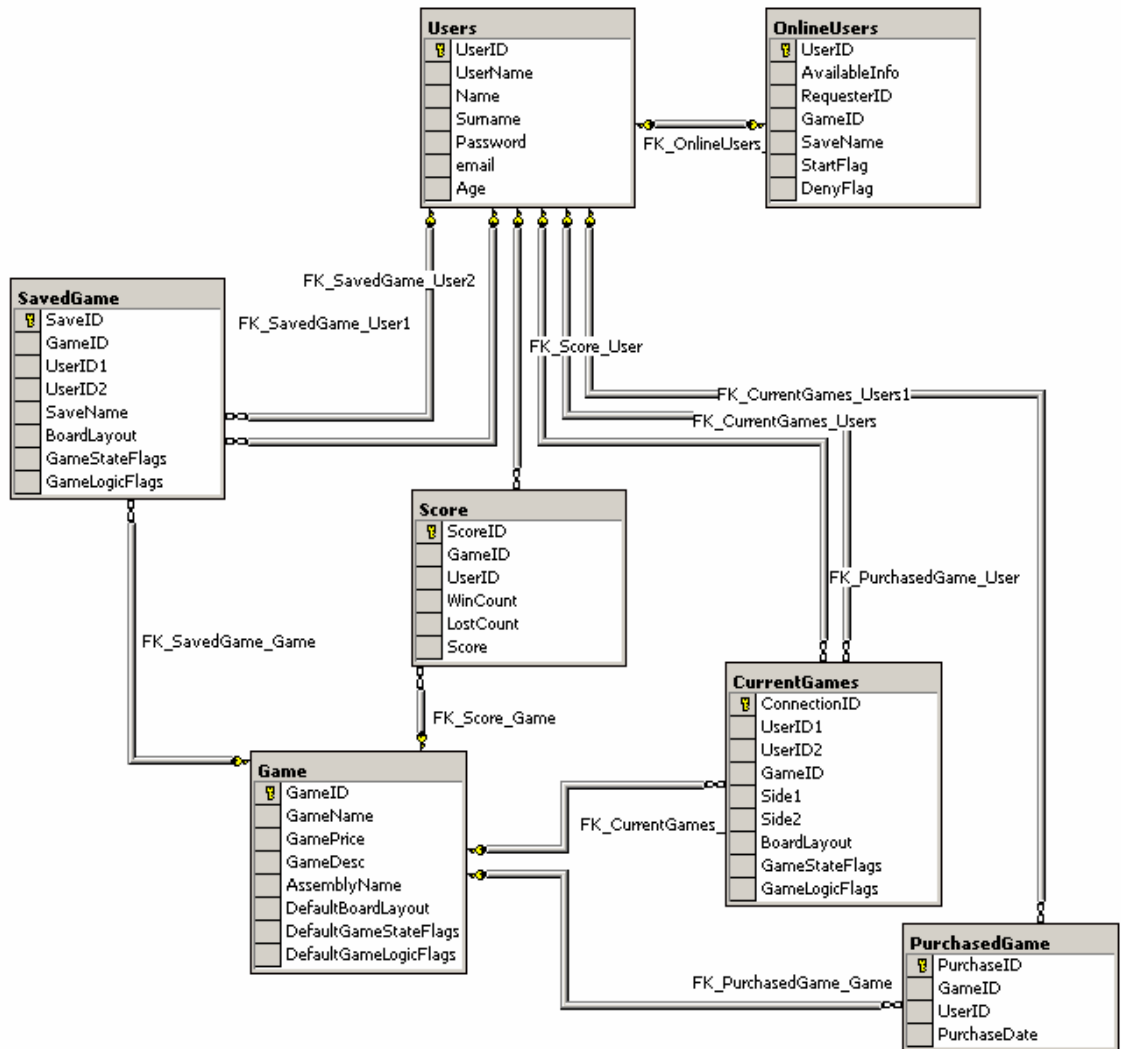 Users
UserID
UserName
Name
Surname
Password
email
Age
OnlineUsers
UserID
AvailableInfo
RequesterID
GameID
SaveName
StartFlag
DenyFlag
FK_OnlineUsers_
SavedGame
SaveID
GameID
UserID1
UserID2
SaveName
BoardLayout
GameStateFlags
GameLogicFlags
FK_SavedGame_User2
FK_SavedGame_User1
FK_Score_User
FK_CurrentGames_Users1
FK_CurrentGames_Users
Score
ScoreID
GameID
UserID
WinCount
LostCount
Score
FK_PurchasedGame_User
FK_SavedGame_Game
FK_Score_Game
CurrentGames
ConnectionID
UserID1
UserID2
GameID
Side1
Side2
BoardLayout
GameStateFlags
GameLogicFlags
Game
GameID
GameName
GamePrice
GameDesc
AssemblyName
DefaultBoardLayout
DefaultGameStateFlags
DefaultGameLogicFlags
FK_CurrentGames_
FK_PurchasedGame_Game
PurchasedGame
PurchaseID
GameID
UserID
PurchaseDate